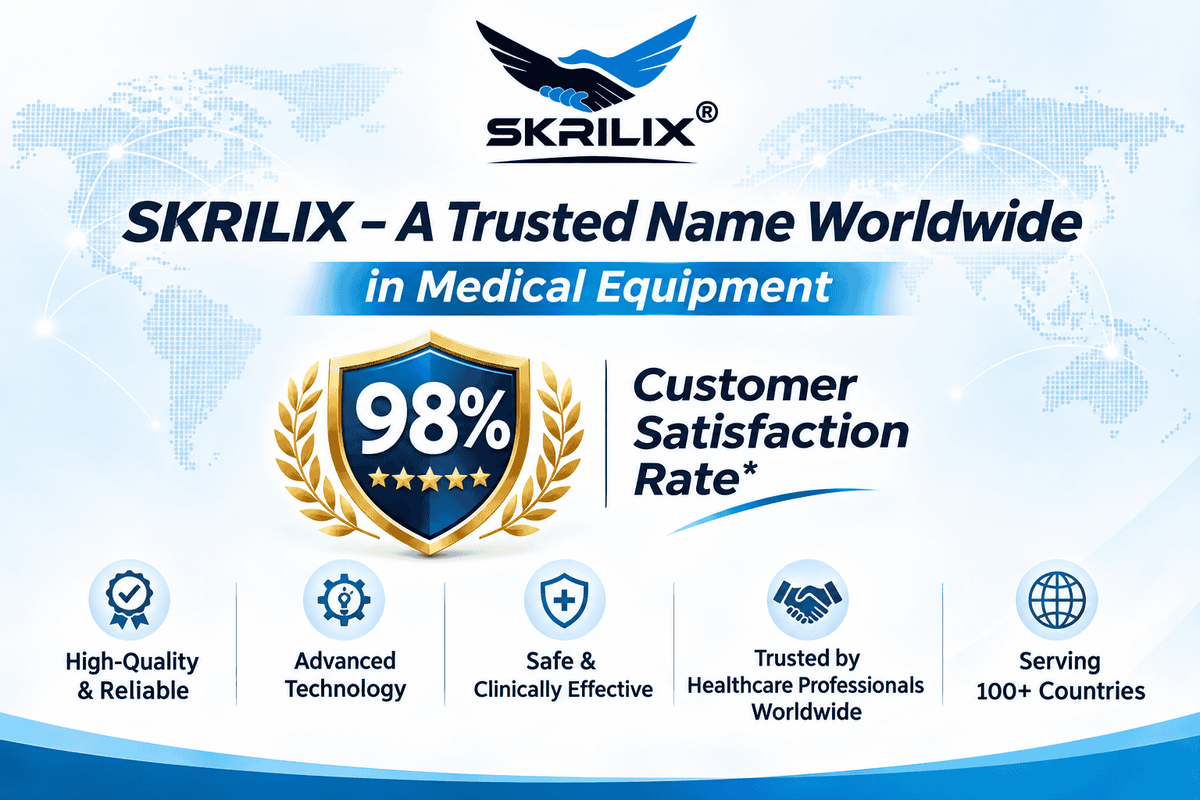 SKRILIX®
SKRILIX – A Trusted Name Worldwide
in Medical Equipment
98%
Customer
Satisfaction
Rate*
High-Quality
& Reliable
Advanced
Technology
Safe &
Clinically Effective
Trusted by
Healthcare Professionals
Worldwide
Serving
100+ Countries